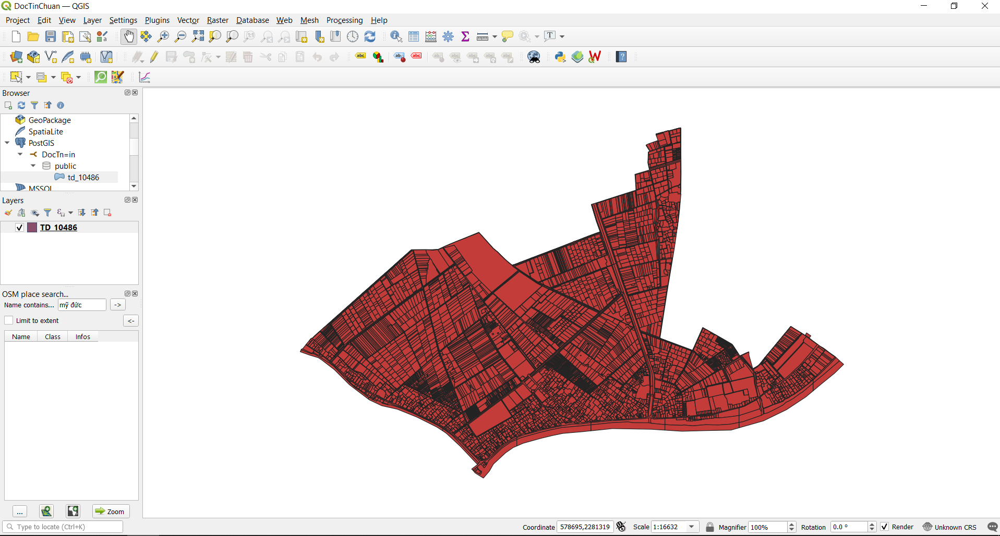 DocTinChuan — QGIS
Project Edit View Layer Settings Plugins Vector Raster Database Web Mesh Processing Help
Browser
GeoPackage
SpatiaLite
PostGIS
DocTn=in
public
td_10486
MSSQL
Layers
TD_10486
OSM place search...
Name contains... mỹ đức ->
Limit to extent <-
Name Class Infos
... Zoom
Type to locate (Ctrl+K)
Coordinate 578695,2281319 Scale 1:16632 Magnifier 100% Rotation 0.0 ° Render Unknown CRS